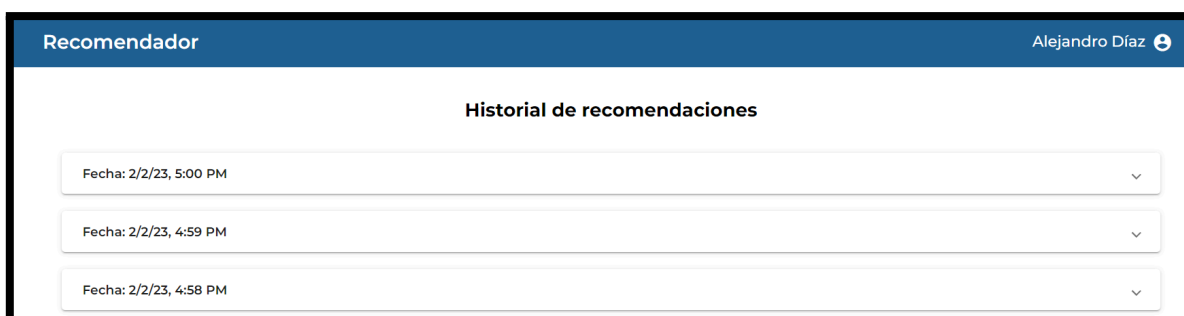 Recomendador
Alejandro Díaz
Historial de recomendaciones
Fecha: 2/2/23, 5:00 PM
Fecha: 2/2/23, 4:59 PM
Fecha: 2/2/23, 4:58 PM